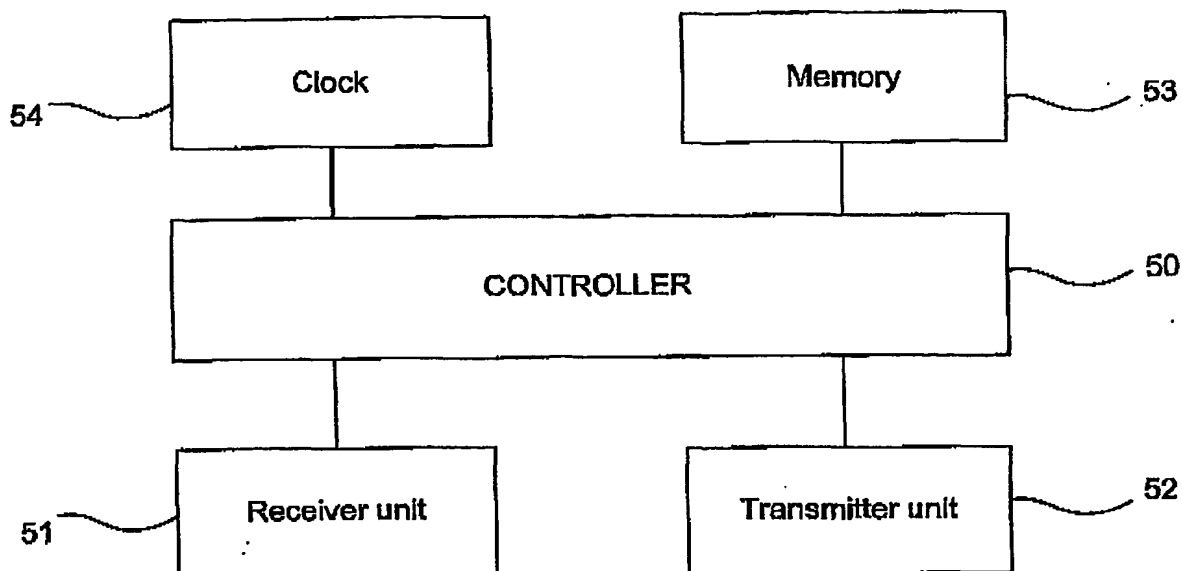 Clock
Memory
54
53
CONTROLLER
50
Receiver unit
Transmitter unit
51
52